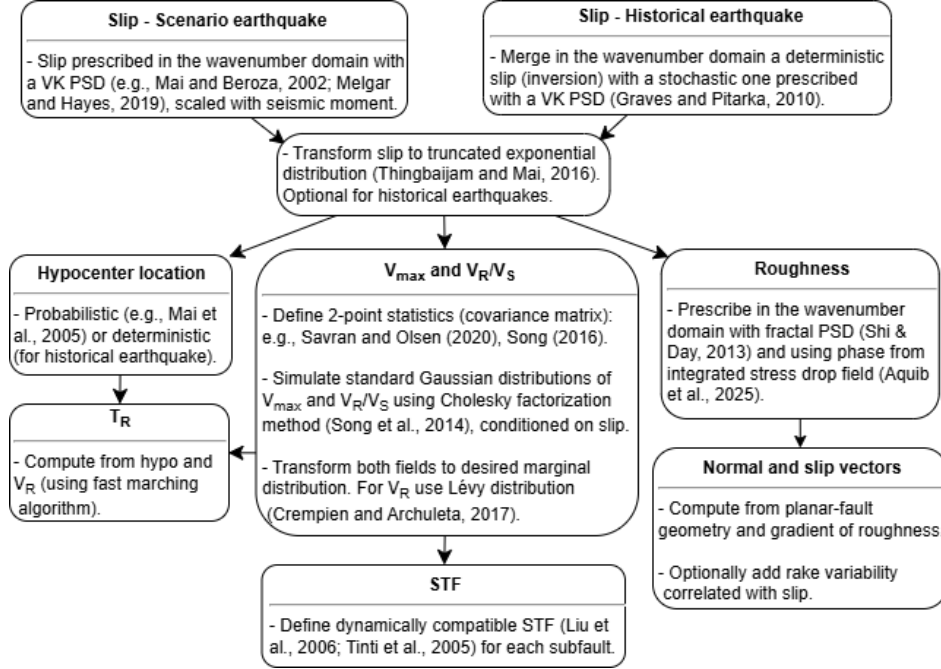 Slip - Scenario earthquake
- Slip prescribed in the wavenumber domain with
a VK PSD (e.g., Mai and Beroza, 2002; Melgar
and Hayes, 2019), scaled with seismic moment.
Slip - Historical earthquake
- Merge in the wavenumber domain a deterministic
slip (inversion) with a stochastic one prescribed
with a VK PSD (Graves and Pitarka, 2010).
- Transform slip to truncated exponential
distribution (Thingbaijam and Mai, 2016).
Optional for historical earthquakes.
Hypocenter location
- Probabilistic (e.g., Mai et
al., 2005) or deterministic
(for historical earthquake).
T_R
- Compute from hypo and
V_R (using fast marching
algorithm).
V_max and V_R/V_S
- Define 2-point statistics (covariance matrix):
e.g., Savran and Olsen (2020), Song (2016).
- Simulate standard Gaussian distributions of
V_max and V_R/V_S using Cholesky factorization
method (Song et al., 2014), conditioned on slip.
- Transform both fields to desired marginal
distribution. For V_R use Lévy distribution
(Crempien and Archuleta, 2017).
STF
- Define dynamically compatible STF (Liu et
al., 2006; Tinti et al., 2005) for each subfault.
Roughness
- Prescribe in the wavenumber
domain with fractal PSD (Shi &
Day, 2013) and using phase from
integrated stress drop field (Aquib
et al., 2025).
Normal and slip vectors
- Compute from planar-fault
geometry and gradient of roughness
- Optionally add rake variability
correlated with slip.